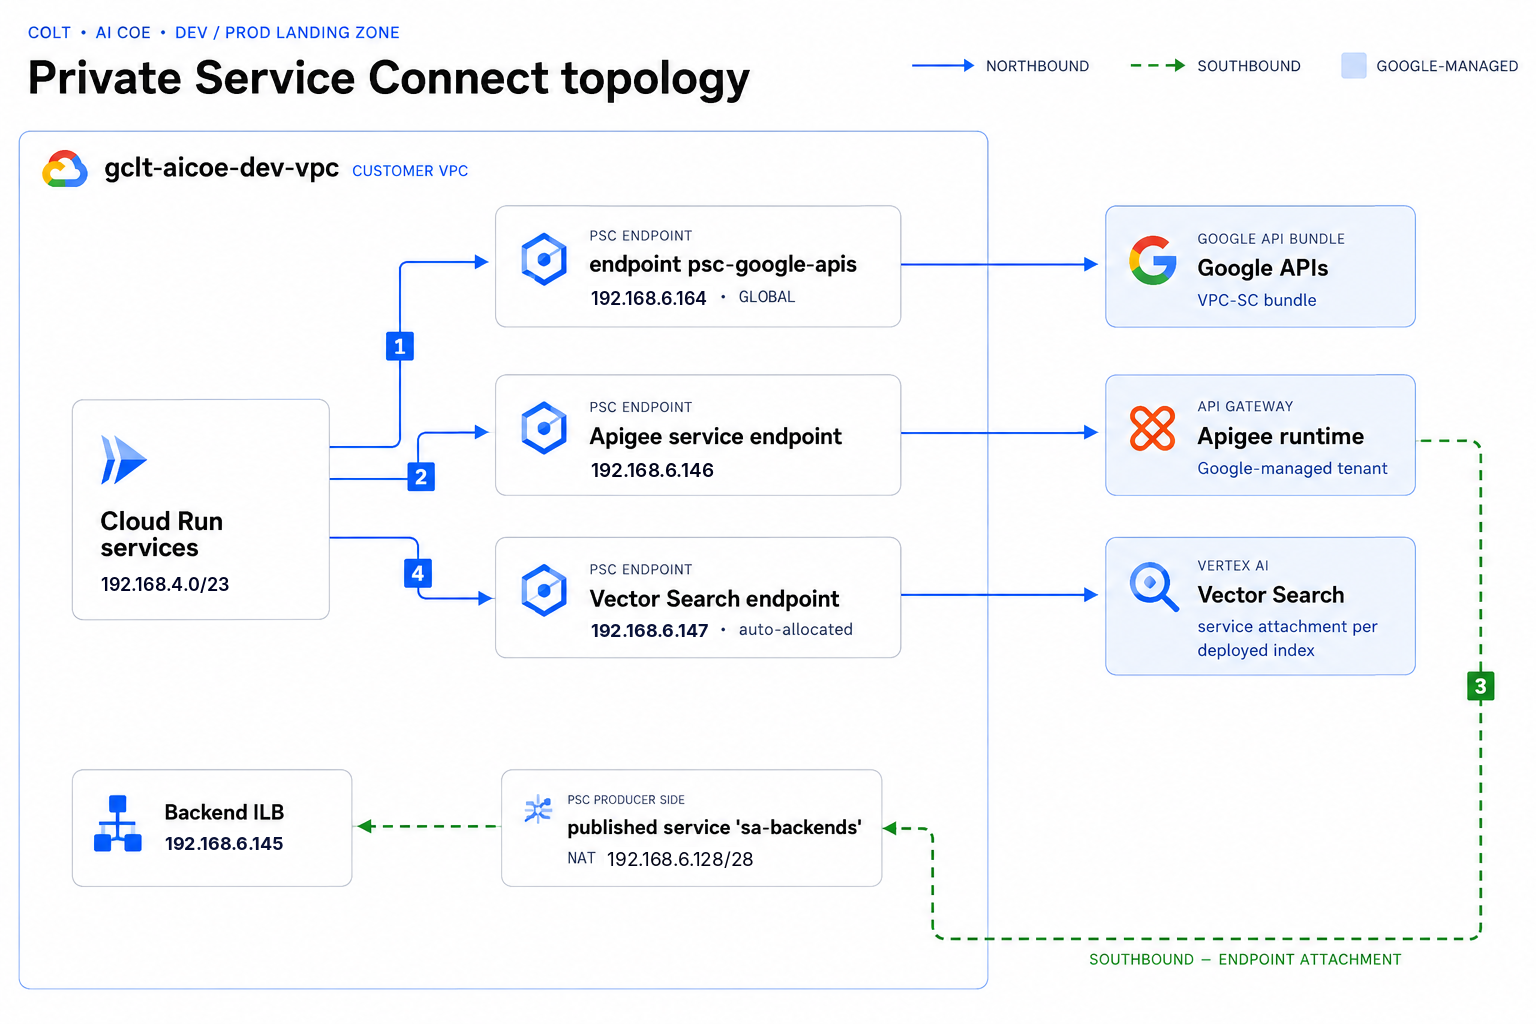 COLT • AI COE • DEV / PROD LANDING ZONE
Private Service Connect topology
NORTHBOUND
SOUTHBOUND
GOOGLE-MANAGED
gclt-aicoe-dev-vpc CUSTOMER VPC
PSC ENDPOINT
endpoint psc-google-apis
192.168.6.164 • GLOBAL
GOOGLE API BUNDLE
Google APIs
VPC-SC bundle
1
PSC ENDPOINT
Apigee service endpoint
192.168.6.146
API GATEWAY
Apigee runtime
Google-managed tenant
2
Cloud Run
services
192.168.4.0/23
4
PSC ENDPOINT
Vector Search endpoint
192.168.6.147 • auto-allocated
VERTEX AI
Vector Search
service attachment per
deployed index
3
Backend ILB
192.168.6.145
PSC PRODUCER SIDE
published service 'sa-backends'
NAT 192.168.6.128/28
SOUTHBOUND – ENDPOINT ATTACHMENT